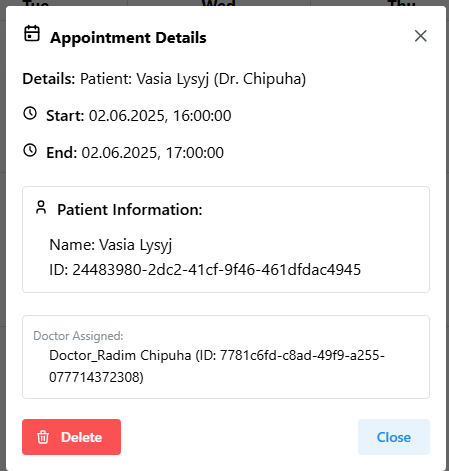 Tue
Wed
Thu
Appointment Details
Details: Patient: Vasia Lysyj (Dr. Chipuha)
Start: 02.06.2025, 16:00:00
End: 02.06.2025, 17:00:00
Patient Information:
Name: Vasia Lysyj
ID: 24483980-2dc2-41cf-9f46-461dfdac4945
Doctor Assigned:
Doctor_Radim Chipuha (ID: 7781c6fd-c8ad-49f9-a255-
077714372308)
Delete
Close